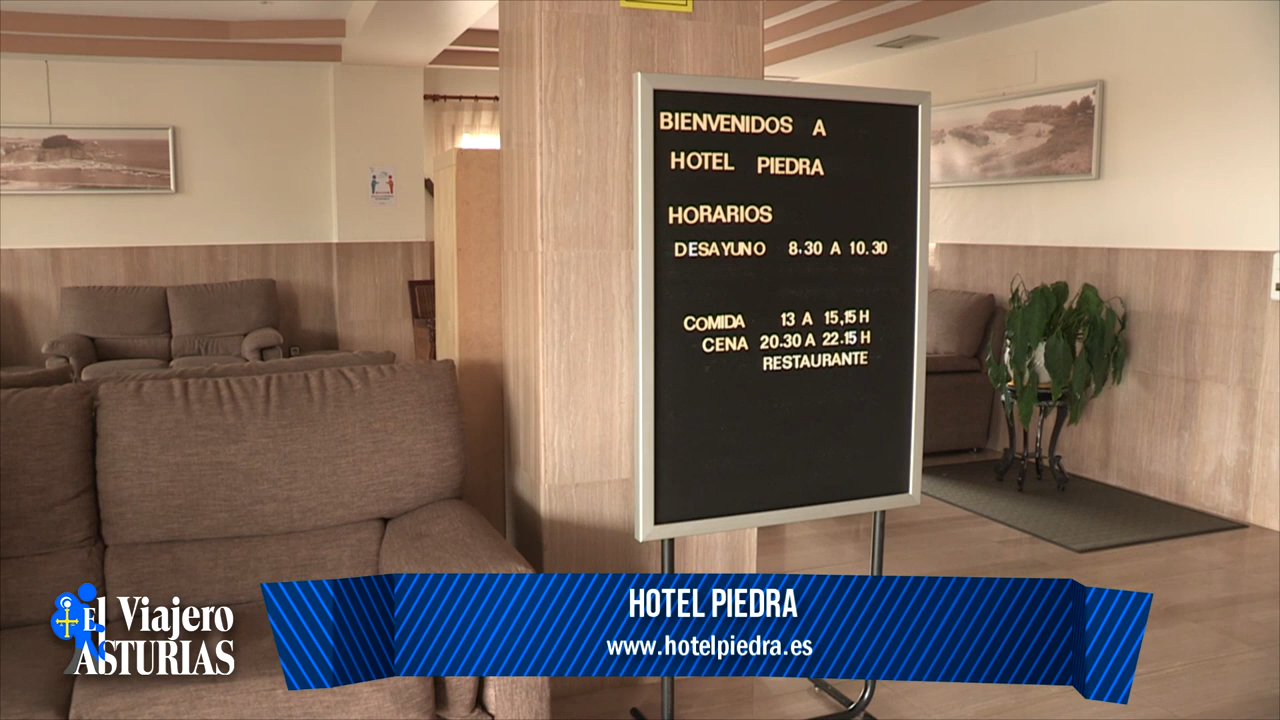 BIENVENIDOS A
HOTEL PIEDRA
HORARIOS
DESAYUNO 8.30 A 10.30
COMIDA 13 A 15,15 H
CENA 20.30 A 22.15 H
RESTAURANTE
El Viajero
ASTURIAS
HOTEL PIEDRA
www.hotelpiedra.es